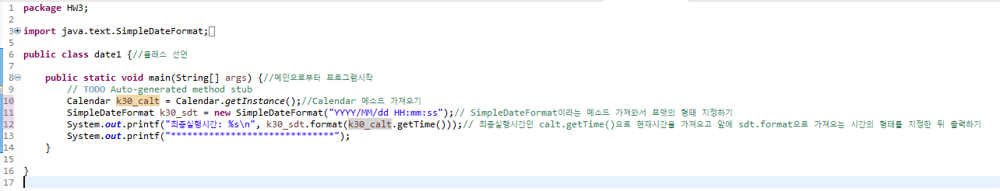 1 package HW3;
2
3 import java.text.SimpleDateFormat;
5
6 public class date1 {//클래스 선언
7
8 public static void main(String[] args) {//메인으로부터 프로그램시작
9 // TODO Auto-generated method stub
10 Calendar k30_calt = Calendar.getInstance();//Calendar 메소드 가져오기
11 SimpleDateFormat k30_sdt = new SimpleDateFormat("YYYY/MM/dd HH:mm:ss");// SimpleDateFormat이라는 메소드 가져와서 포맷의 형태 지정하기
12 System.out.printf("최종실행시간: %s\n", k30_sdt.format(k30_calt.getTime()));// 최종실행시간인 calt.getTime()으로 현재시간을 가져오고 앞에 sdt.format으로 가져오는 시간의 형태를 지정한 뒤 출력하기
13 System.out.printf("******************************");
14 }
15
16 }
17